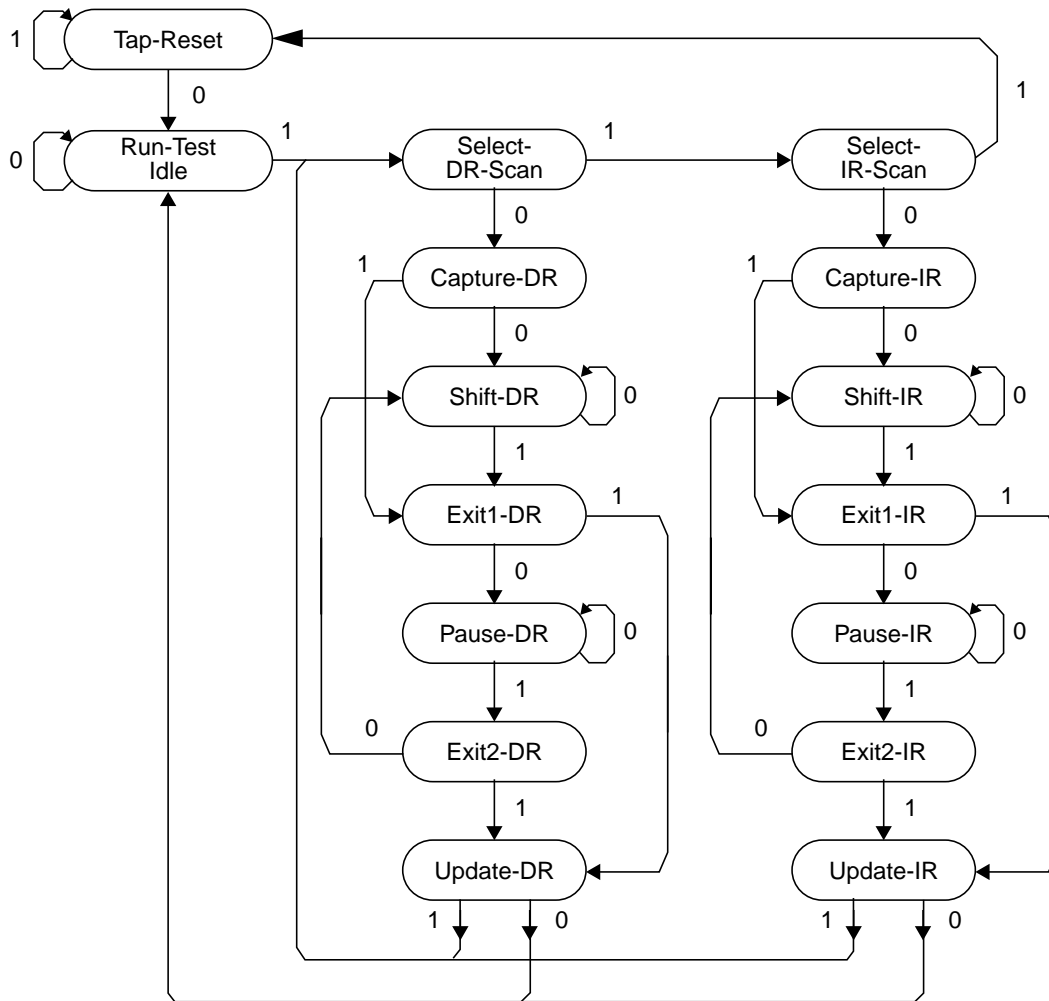 1
Tap-Reset
0
1
0
Run-Test
Idle
1
Select-
DR-Scan
1
Select-
IR-Scan
0
0
1
Capture-DR
1
Capture-IR
0
0
Shift-DR
0
Shift-IR
0
1
1
Exit1-DR
1
Exit1-IR
1
0
0
Pause-DR
0
Pause-IR
0
1
1
0
Exit2-DR
0
Exit2-IR
1
1
Update-DR
Update-IR
1
0
1
0